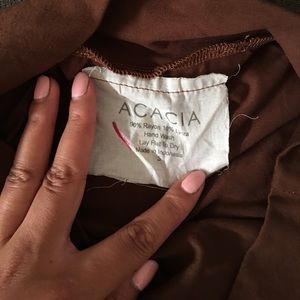 ACACIA
90% Rayon 10% Lycra
Hand Wash
Lay Flat To Dry
Made in Indonesia
S